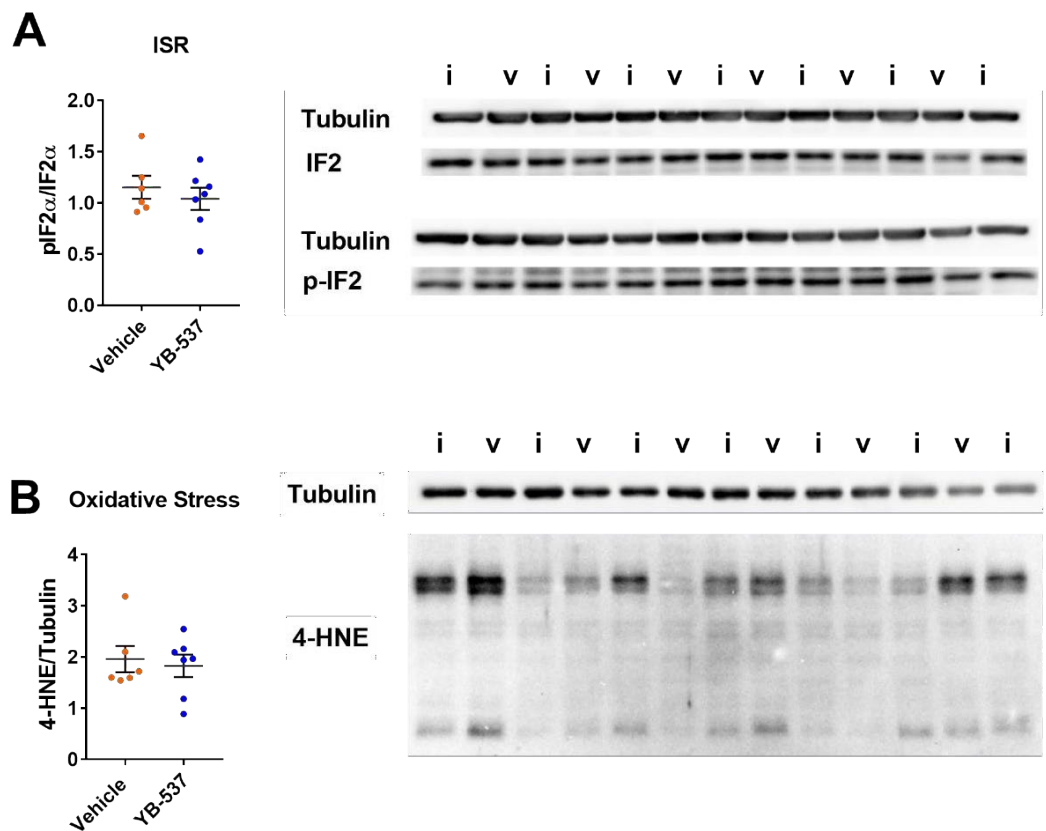 A
ISR
pIF2α/IF2α
2.0
1.5
1.0
0.5
0.0
Vehicle
YB-537
i v i v i v i v i v i v i
Tubulin
IF2
Tubulin
p-IF2
B
Oxidative Stress
4-HNE/Tubulin
4
3
2
1
0
Vehicle
YB-537
i v i v i v i v i v i v i
Tubulin
4-HNE